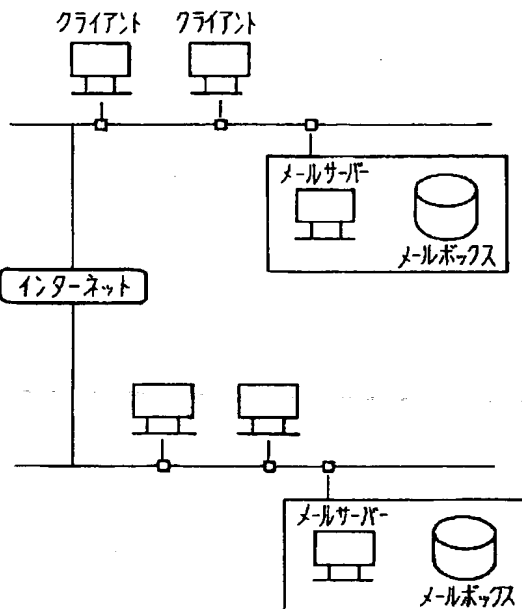 クライアント クライアント
メールサーバー
メールボックス
インターネット
メールサーバー
メールボックス